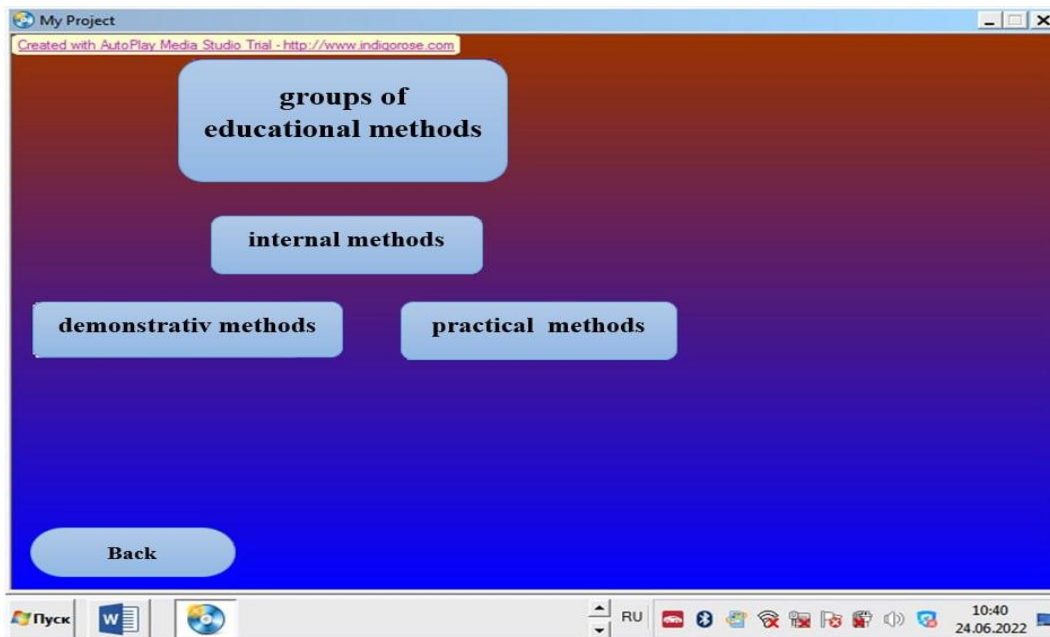 My Project
Created with AutoPlay Media Studio Trial - http://www.indigorose.com
groups of
educational methods
internal methods
demonstrativ methods
practical methods
Back
Пуск
W
RU
10:40
24.06.2022